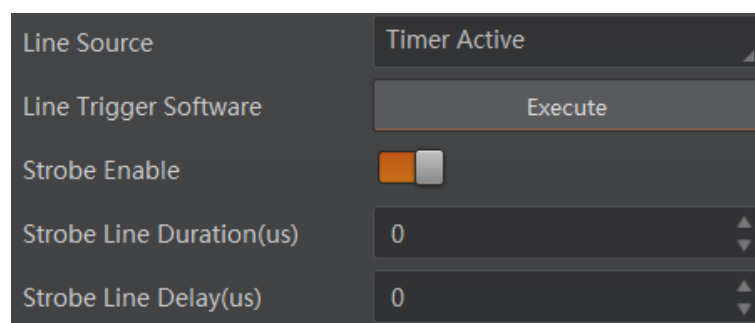 Line Source Timer Active
Line Trigger Software Execute
Strobe Enable
Strobe Line Duration(us) 0
Strobe Line Delay(us) 0